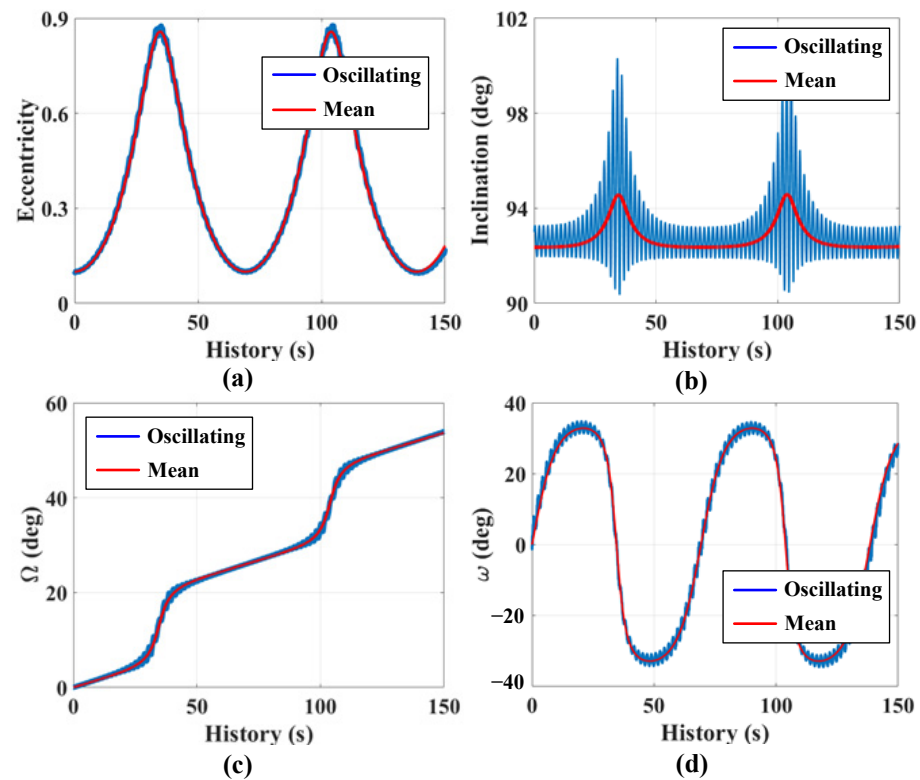 0.9
0.6
0.3
0
Eccentricity
Oscillating
Mean
0
50
100
150
History (s)
(a)
102
98
94
90
Inclination (deg)
Oscillating
Mean
0
50
100
150
History (s)
(b)
60
40
20
0
Ω (deg)
Oscillating
Mean
0
50
100
150
History (s)
(c)
40
20
0
−20
−40
ω (deg)
Oscillating
Mean
0
50
100
150
History (s)
(d)